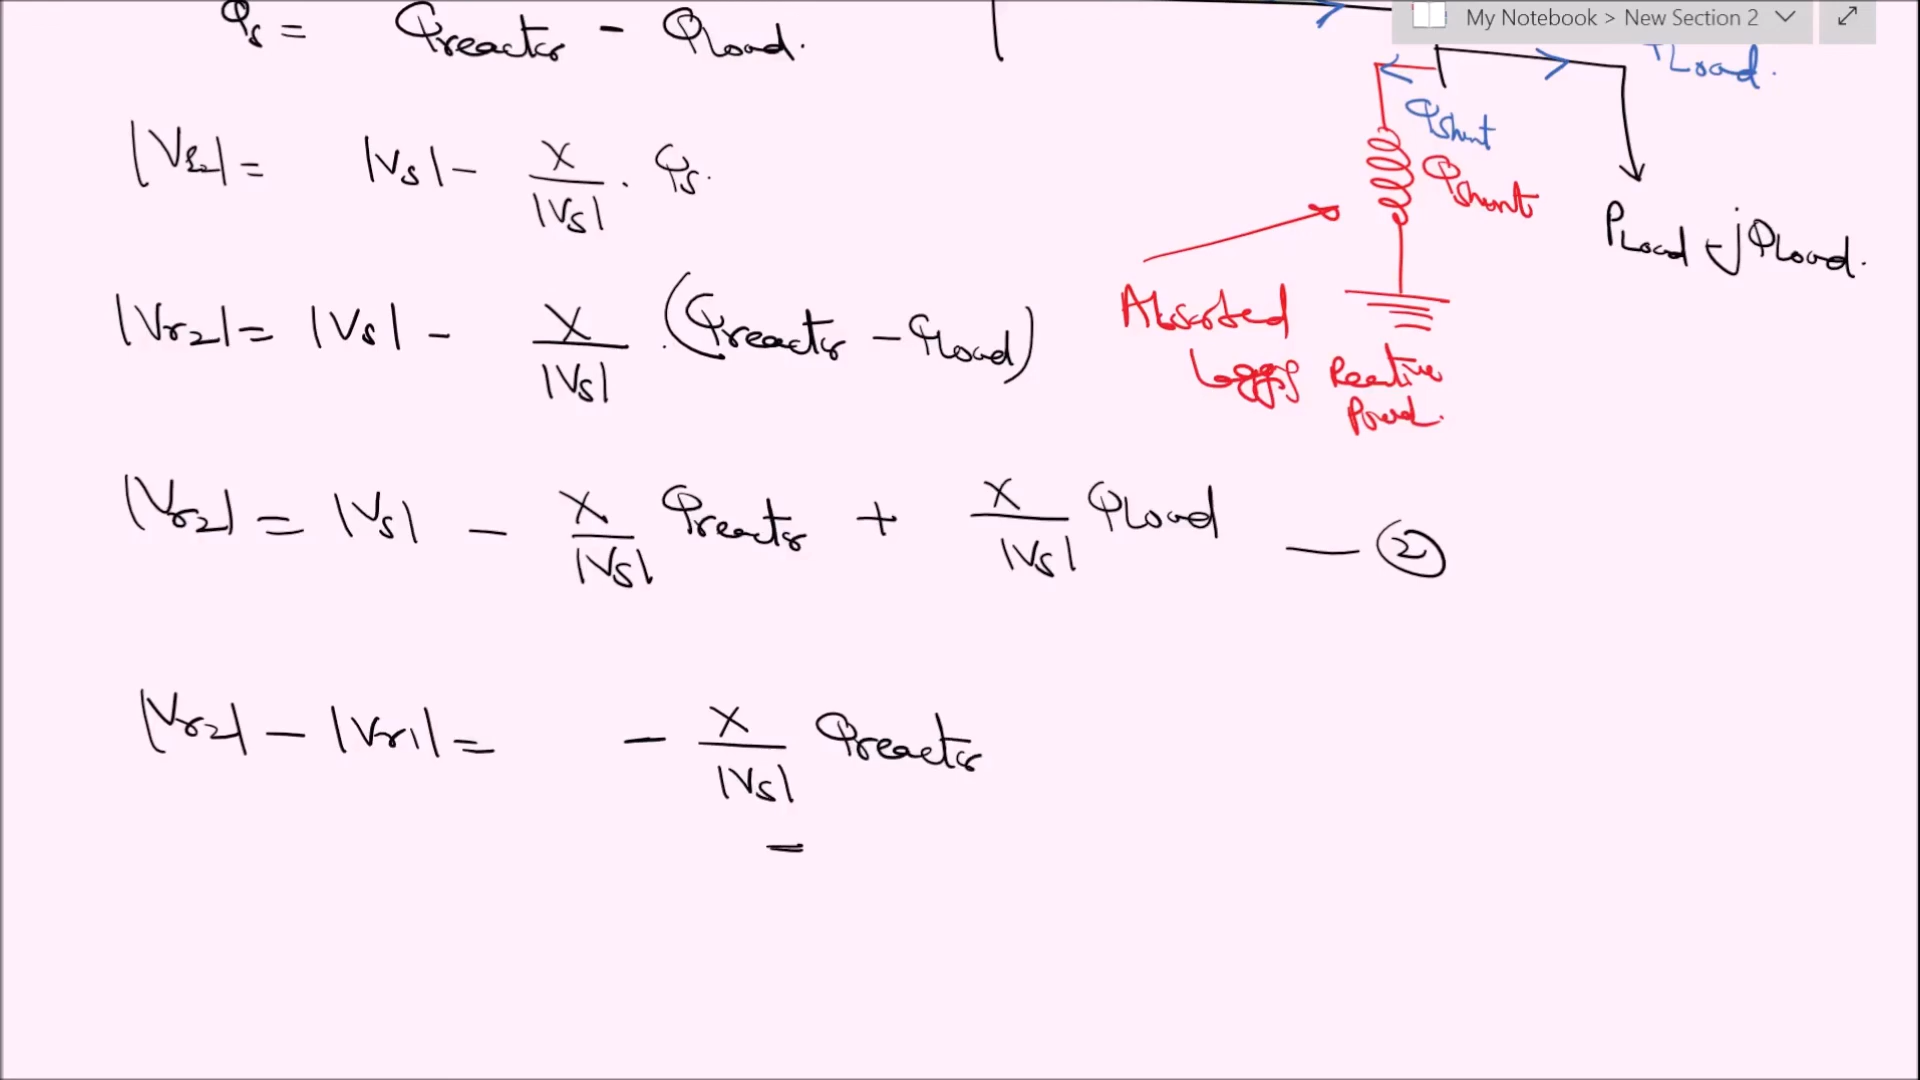 My Notebook > New Section 2
Qs = Qreactor - Qload.
QLoad.
Qshunt
|Vr2| = |Vs| - X/|Vs| . Qs.
Qshunt
PLoad - jQLoad.
|Vr2| = |Vs| - X/|Vs| . (Qreactor - Qload)
Absorbed
Lagging Reactive
Power.
|Vr2| = |Vs| - X/|Vs| Qreactor + X/|Vs| QLoad — 2
|Vr2| - |Vr1| = - X/|Vs| Qreactor